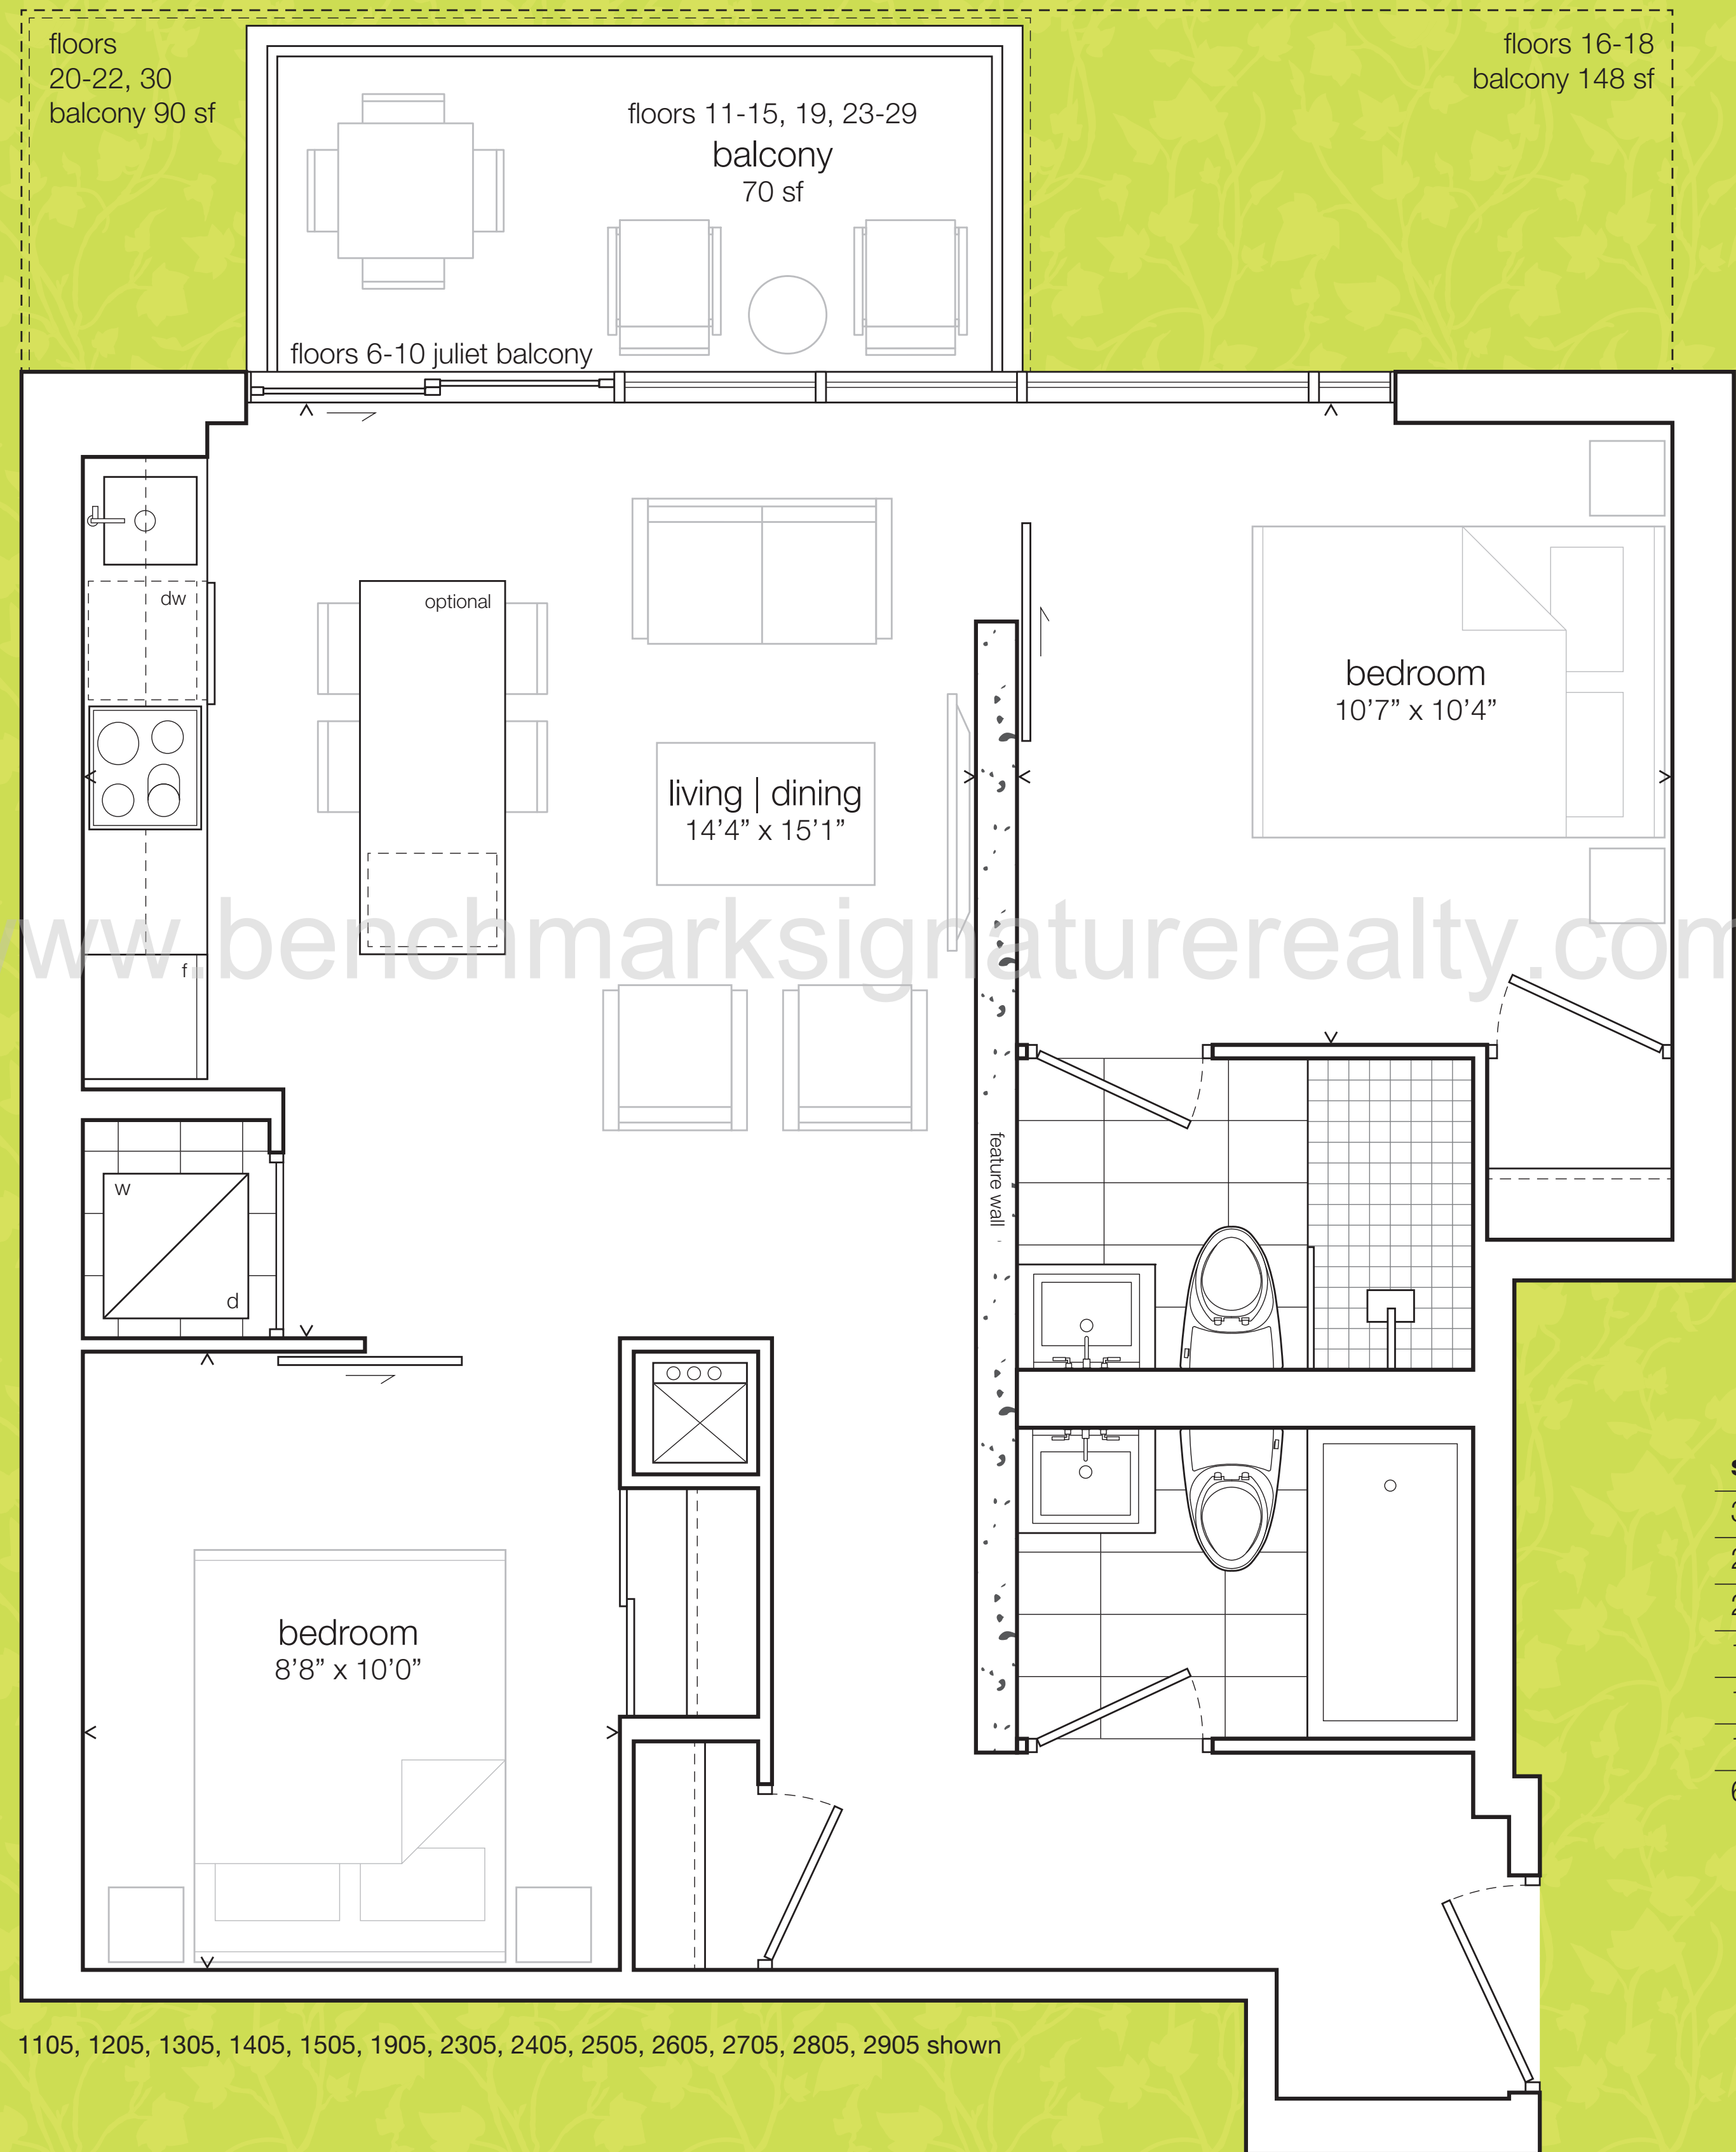 floors
20-22, 30
balcony 90 sf
floors 16-18
balcony 148 sf
floors 11-15, 19, 23-29
balcony
70 sf
floors 6-10 juliet balcony
dw
optional
bedroom
10’7” x 10’4”
living | dining
14’4” x 15’1”
www.benchmarksignaturerealty.com
f
feature wall
w
d
bedroom
8’8” x 10’0”
1105, 1205, 1305, 1405, 1505, 1905, 2305, 2405, 2505, 2605, 2705, 2805, 2905 shown